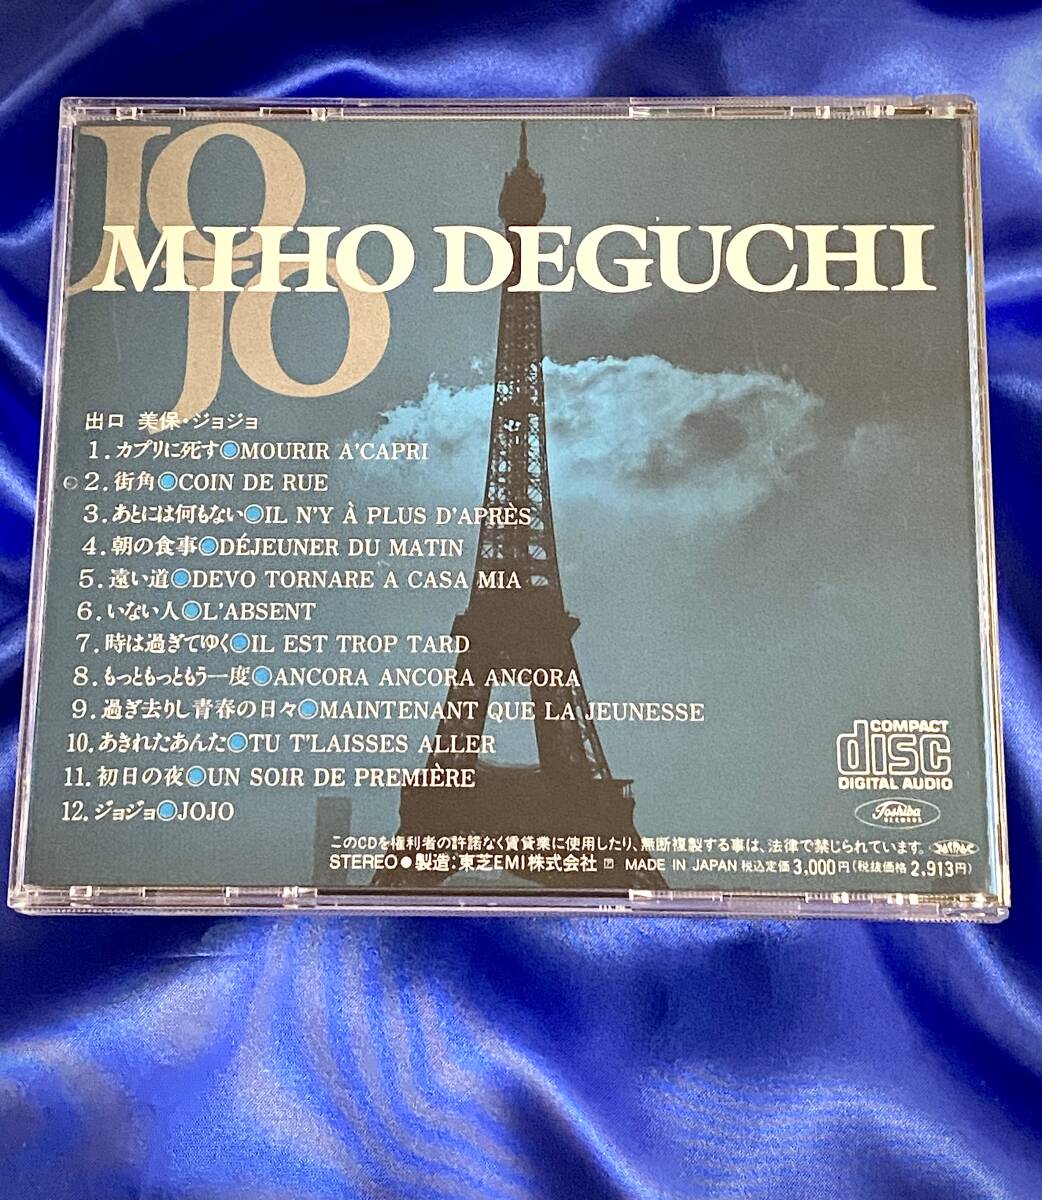 JO
JO
MIHO DEGUCHI
出口 美保・ジョジョ
1. カプリに死す◎MOURIR A'CAPRI
2. 街角◎COIN DE RUE
3. あとには何もない◎IL N'Y À PLUS D'APRÈS
4. 朝の食事◎DÉJEUNER DU MATIN
5. 遠い道◎DEVO TORNARE A CASA MIA
6. いない人◎L'ABSENT
7. 時は過ぎてゆく◎IL EST TROP TARD
8. もっともっともう一度◎ANCORA ANCORA ANCORA
9. 過ぎ去りし青春の日々◎MAINTENANT QUE LA JEUNESSE
10. あきれたあんた◎TU T'LAISSES ALLER
11. 初日の夜◎UN SOIR DE PREMIÈRE
12. ジョジョ◎JOJO
COMPACT
disc
DIGITAL AUDIO
Toshiba
RECORDS
このCDを権利者の許諾なく賃貸業に使用したり、無断複製する事は、法律で禁じられています。
STEREO●製造:東芝EMI株式会社 MADE IN JAPAN 税込定価3,000円(税抜価格2,913円)